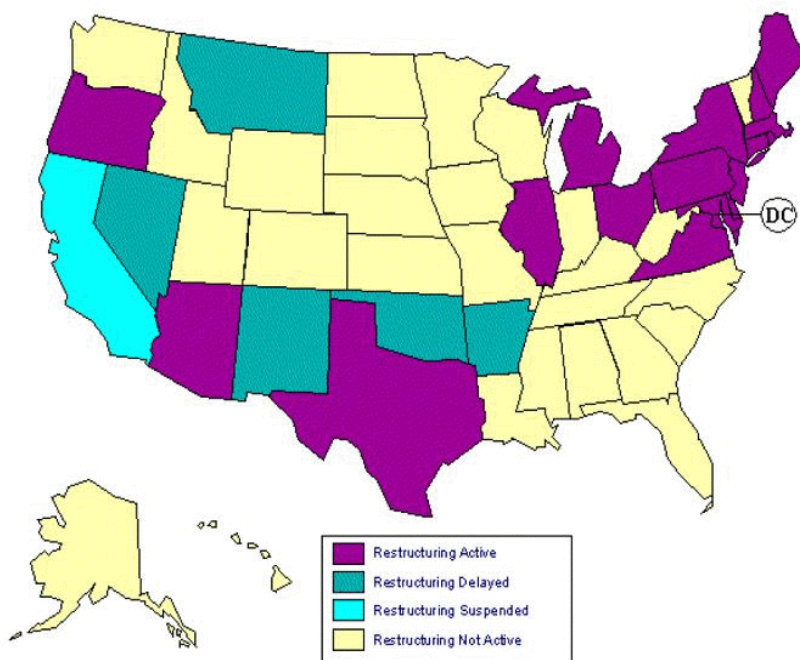 DC
Restructuring Active
Restructuring Delayed
Restructuring Suspended
Restructuring Not Active